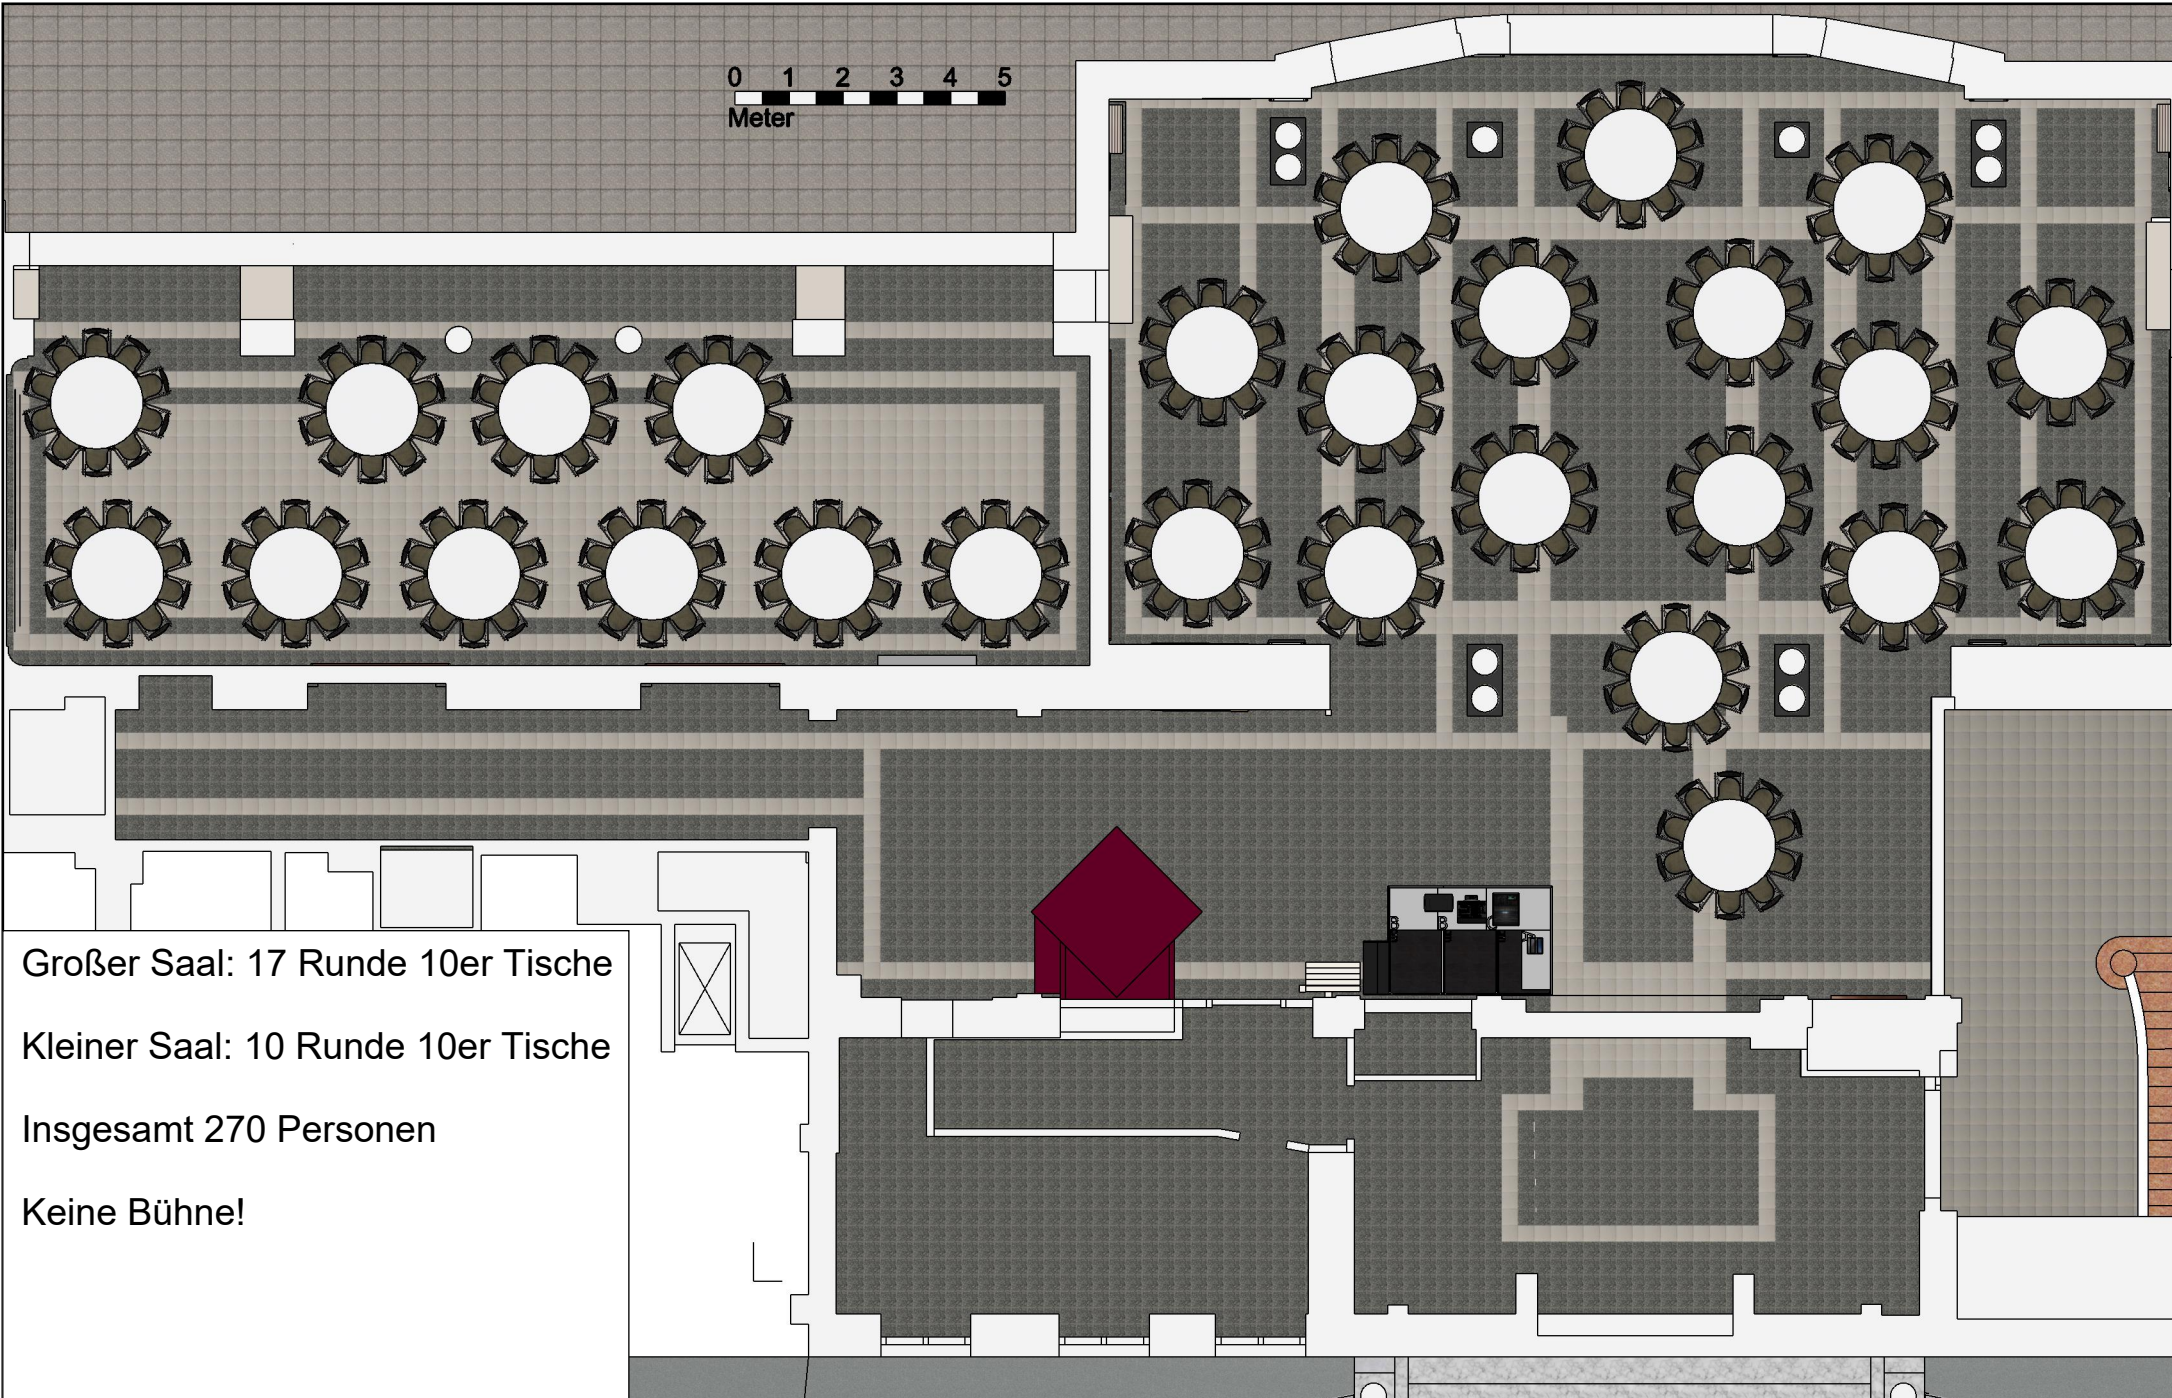 0 1 2 3 4 5
Meter
Großer Saal: 17 Runde 10er Tische
Kleiner Saal: 10 Runde 10er Tische
Insgesamt 270 Personen
Keine Bühne!